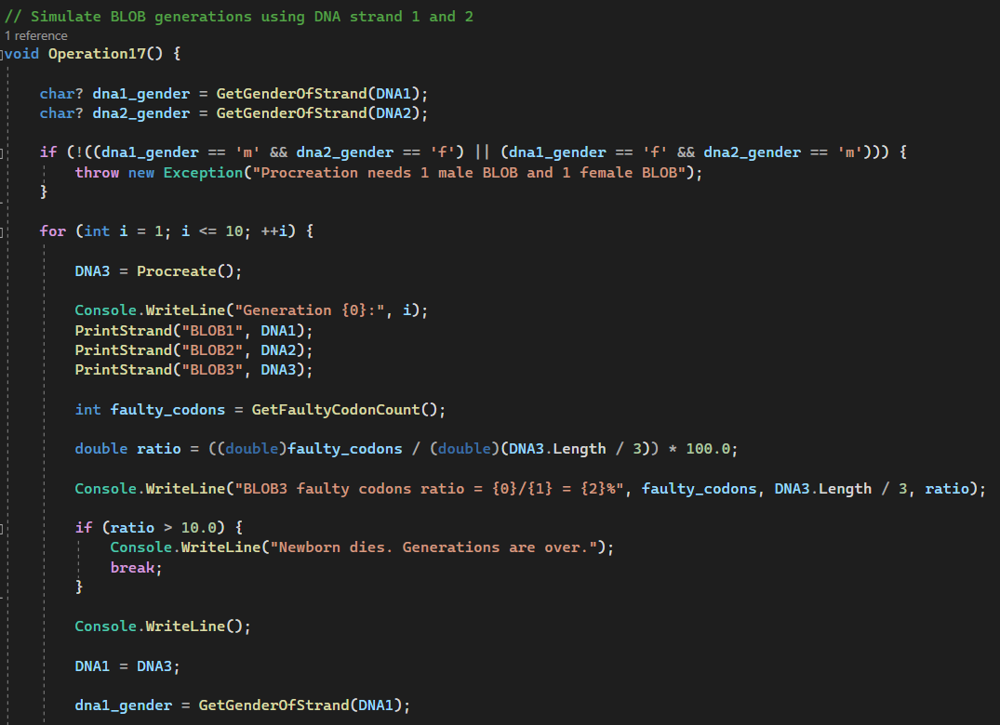 // Simulate BLOB generations using DNA strand 1 and 2
1 reference
void Operation17() {
char? dna1_gender = GetGenderOfStrand(DNA1);
char? dna2_gender = GetGenderOfStrand(DNA2);
if (!((dna1_gender == 'm' && dna2_gender == 'f') || (dna1_gender == 'f' && dna2_gender == 'm'))) {
throw new Exception("Procreation needs 1 male BLOB and 1 female BLOB");
}
for (int i = 1; i <= 10; ++i) {
DNA3 = Procreate();
Console.WriteLine("Generation {0}:", i);
PrintStrand("BLOB1", DNA1);
PrintStrand("BLOB2", DNA2);
PrintStrand("BLOB3", DNA3);
int faulty_codons = GetFaultyCodonCount();
double ratio = ((double)faulty_codons / (double)(DNA3.Length / 3)) * 100.0;
Console.WriteLine("BLOB3 faulty codons ratio = {0}/{1} = {2}%", faulty_codons, DNA3.Length / 3, ratio);
if (ratio > 10.0) {
Console.WriteLine("Newborn dies. Generations are over.");
break;
}
Console.WriteLine();
DNA1 = DNA3;
dna1_gender = GetGenderOfStrand(DNA1);